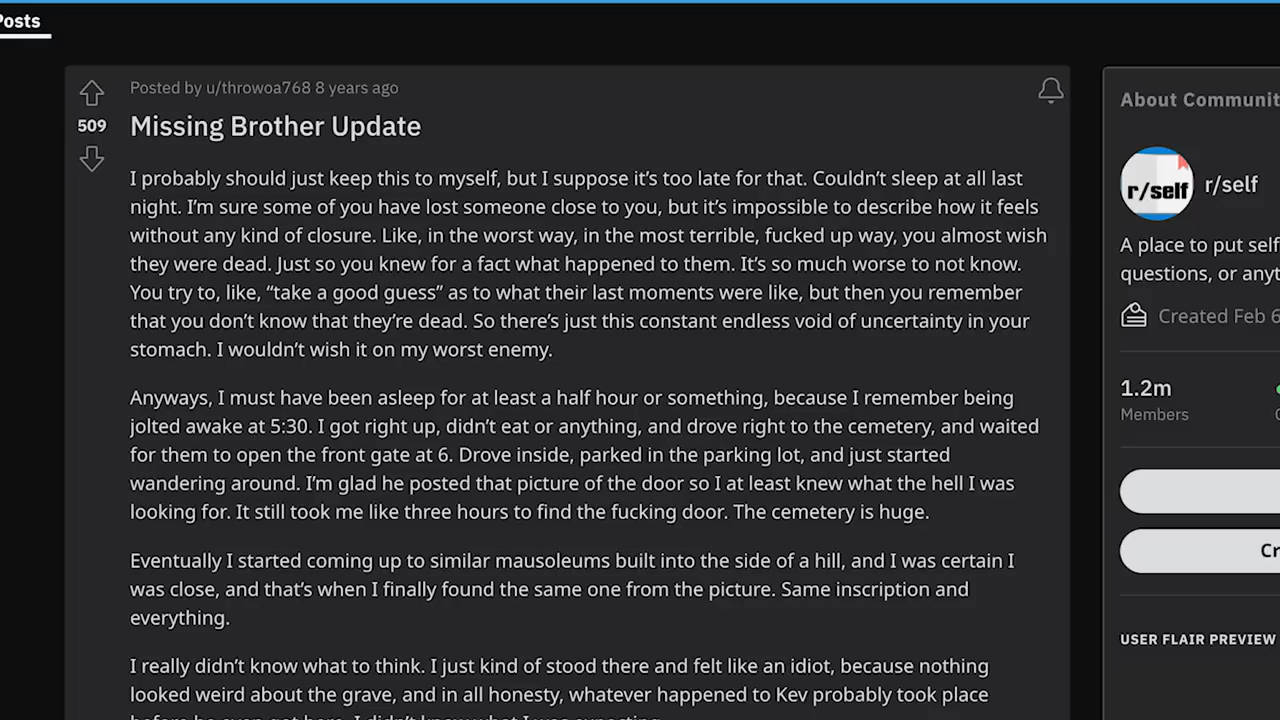 Posts
Posted by u/throwoa768 8 years ago
509
Missing Brother Update
I probably should just keep this to myself, but I suppose it’s too late for that. Couldn’t sleep at all last
night. I’m sure some of you have lost someone close to you, but it’s impossible to describe how it feels
without any kind of closure. Like, in the worst way, in the most terrible, fucked up way, you almost wish
they were dead. Just so you knew for a fact what happened to them. It’s so much worse to not know.
You try to, like, “take a good guess” as to what their last moments were like, but then you remember
that you don’t know that they’re dead. So there’s just this constant endless void of uncertainty in your
stomach. I wouldn’t wish it on my worst enemy.
Anyways, I must have been asleep for at least a half hour or something, because I remember being
jolted awake at 5:30. I got right up, didn’t eat or anything, and drove right to the cemetery, and waited
for them to open the front gate at 6. Drove inside, parked in the parking lot, and just started
wandering around. I’m glad he posted that picture of the door so I at least knew what the hell I was
looking for. It still took me like three hours to find the fucking door. The cemetery is huge.
Eventually I started coming up to similar mausoleums built into the side of a hill, and I was certain I
was close, and that’s when I finally found the same one from the picture. Same inscription and
everything.
I really didn’t know what to think. I just kind of stood there and felt like an idiot, because nothing
looked weird about the grave, and in all honesty, whatever happened to Kev probably took place
About Communit
r/self
r/self
A place to put self
questions, or anyt
Created Feb 6
1.2m
Members
Cr
USER FLAIR PREVIEW